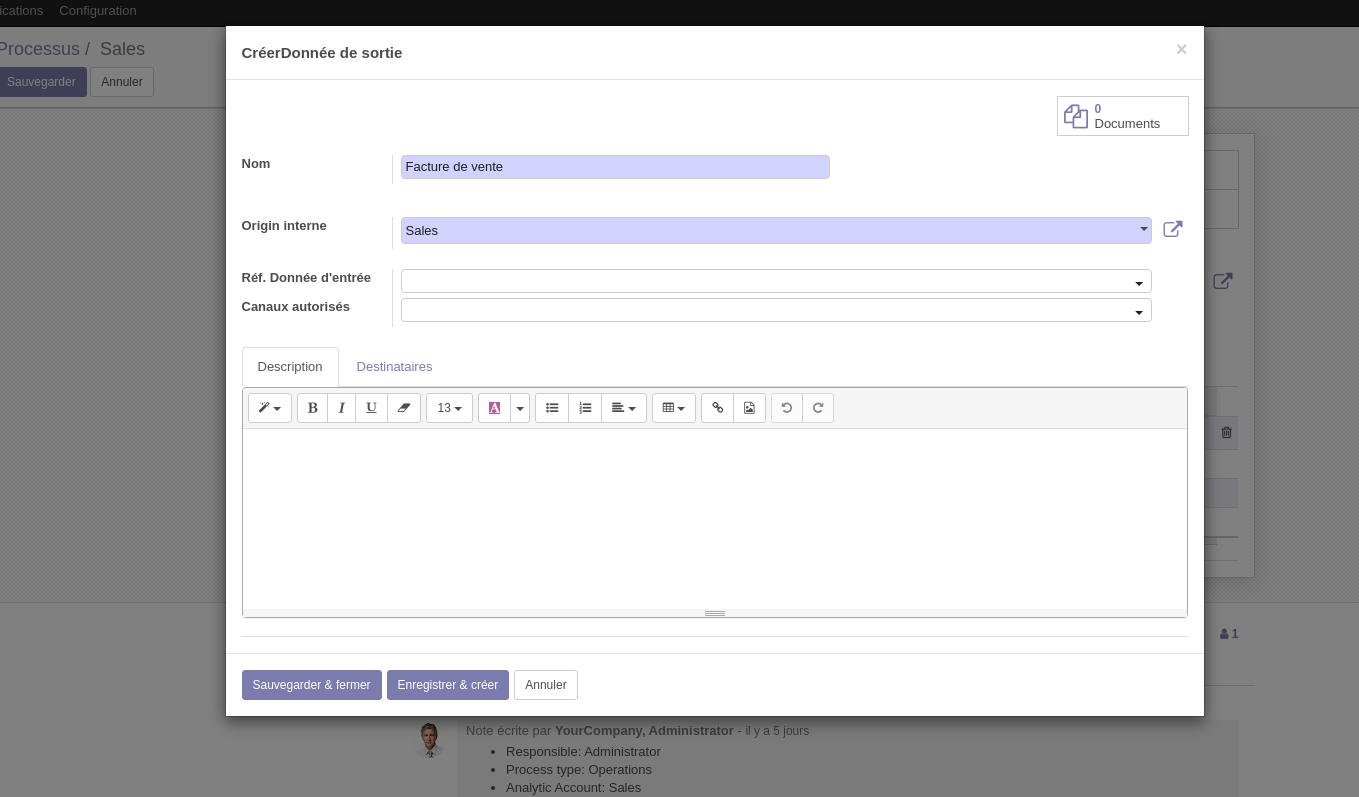 ications Configuration
Processus / Sales
Sauvegarder Annuler
CréerDonnée de sortie ×
0
Documents
Nom Facture de vente
Origin interne Sales
Réf. Donnée d'entrée
Canaux autorisés
Description Destinataires
B I U 13 A
Sauvegarder & fermer Enregistrer & créer Annuler
1
Note écrite par YourCompany, Administrator - il y a 5 jours
• Responsible: Administrator
• Process type: Operations
• Analytic Account: Sales